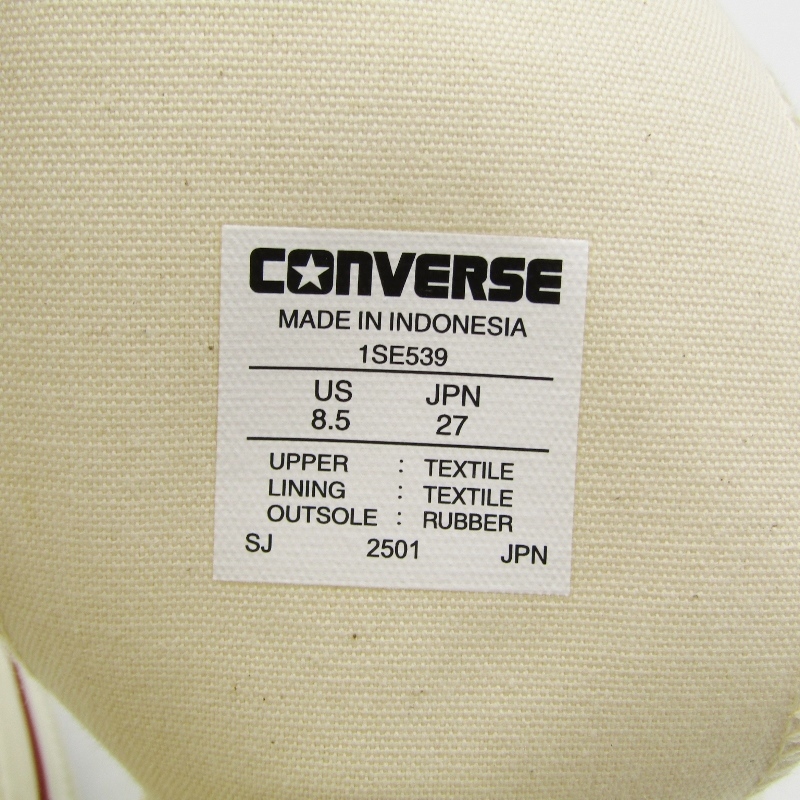 CONVERSE
MADE IN INDONESIA
1SE539
US JPN
8.5 27
UPPER : TEXTILE
LINING : TEXTILE
OUTSOLE : RUBBER
SJ 2501 JPN